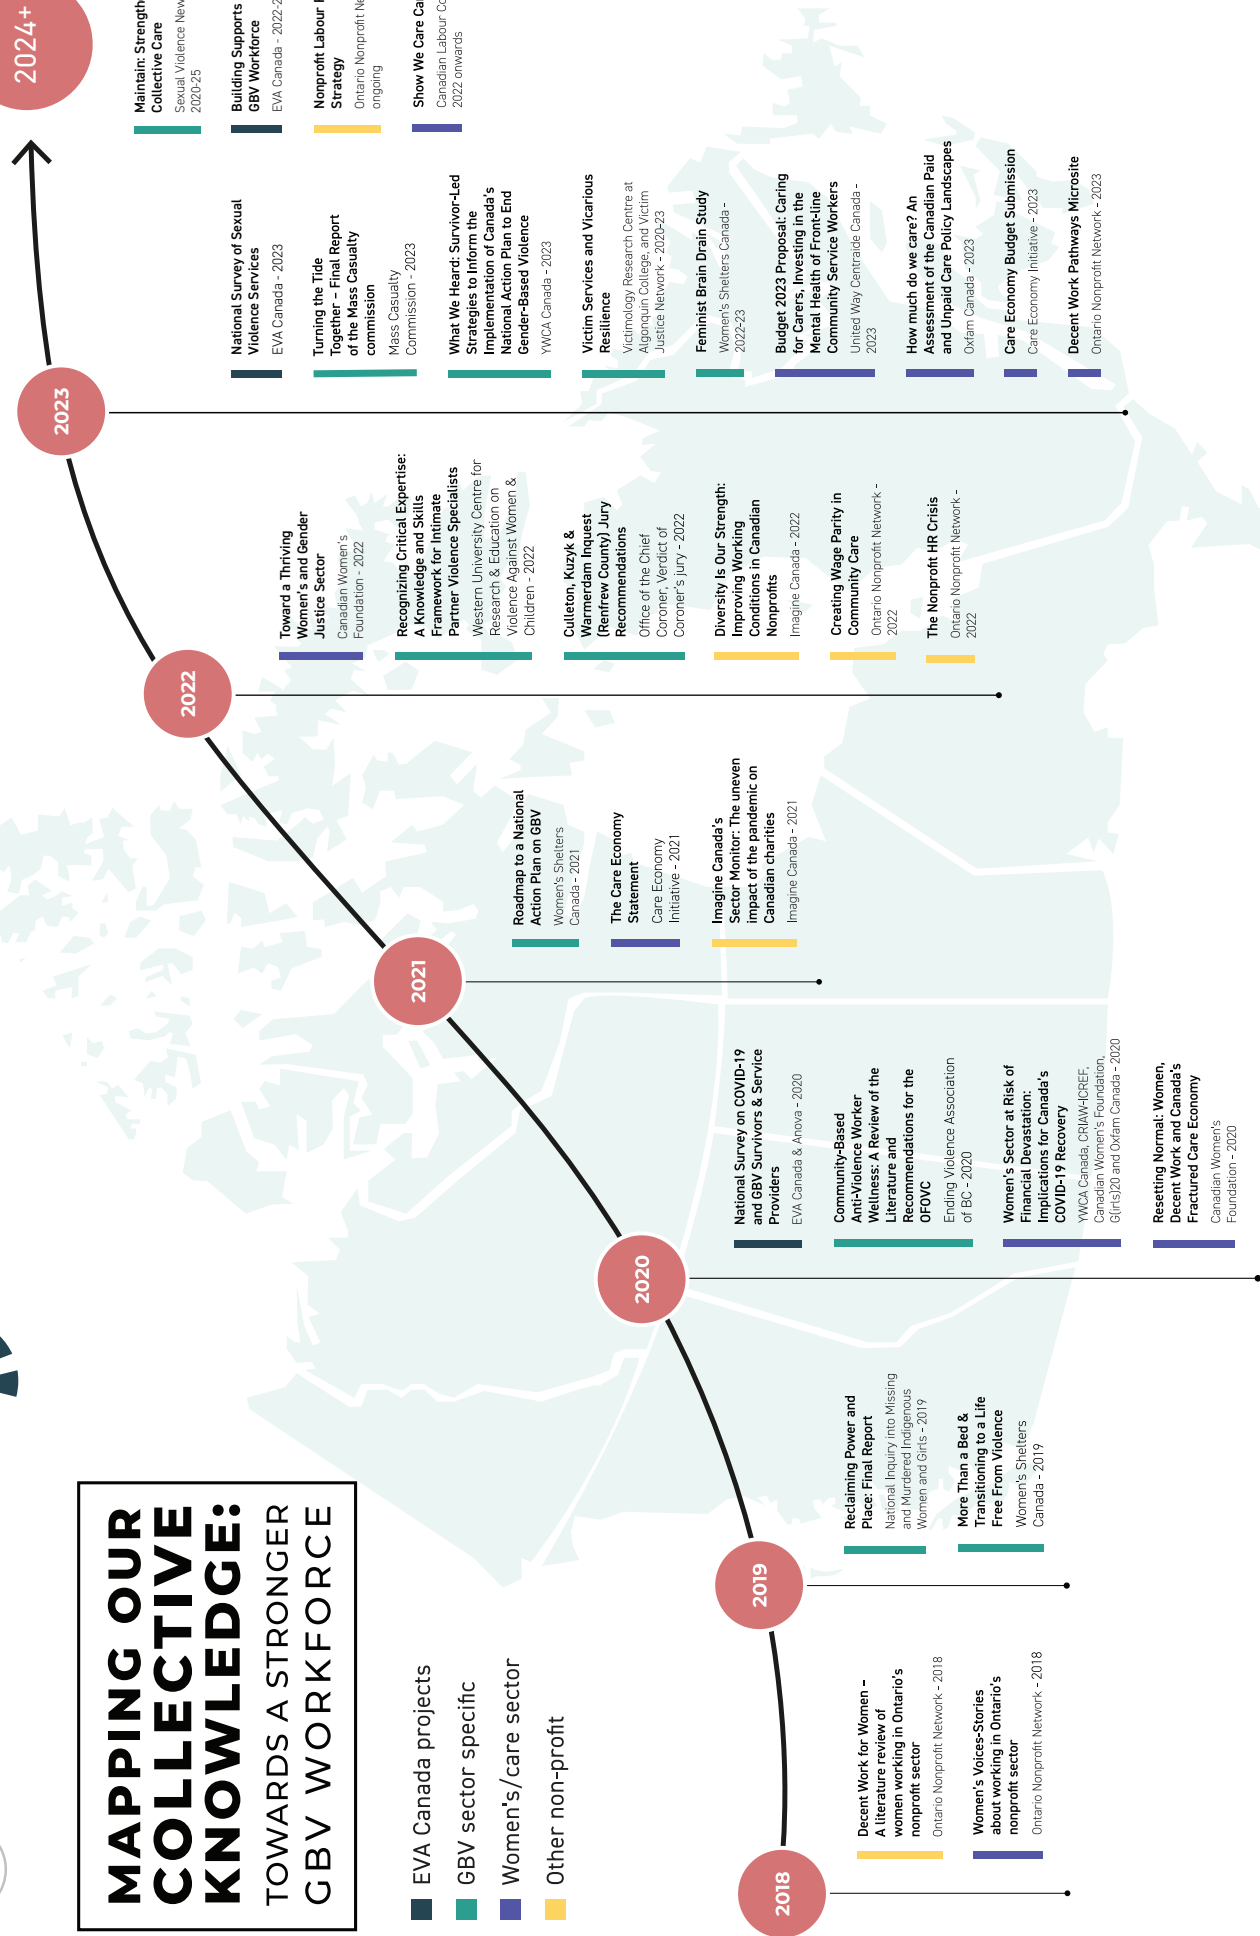 MAPPING OUR
COLLECTIVE
KNOWLEDGE:
TOWARDS A STRONGER
GBV WORKFORCE
EVA Canada projects
GBV sector specific
Women's/care sector
Other non-profit
2018
Decent Work for Women –
A literature review of
women working in Ontario's
nonprofit sector
Ontario Nonprofit Network - 2018
Women's Voices-Stories
about working in Ontario's
nonprofit sector
Ontario Nonprofit Network - 2018
2019
Reclaiming Power and
Place: Final Report
National Inquiry into Missing
and Murdered Indigenous
Women and Girls - 2019
More Than a Bed &
Transitioning to a Life
Free From Violence
Women's Shelters
Canada - 2019
2020
National Survey on COVID-19
and GBV Survivors & Service
Providers
EVA Canada & Anova - 2020
Community-Based
Anti-Violence Worker
Wellness: A Review of the
Literature and
Recommendations for the
OFOVC
Ending Violence Association
of BC - 2020
Women's Sector at Risk of
Financial Devastation:
Implications for Canada's
COVID-19 Recovery
YWCA Canada, CRIAW-ICREF,
Canadian Women's Foundation,
G(irls)20 and Oxfam Canada - 2020
Resetting Normal: Women,
Decent Work and Canada's
Fractured Care Economy
Canadian Women's
Foundation - 2020
2021
Roadmap to a National
Action Plan on GBV
Women's Shelters
Canada - 2021
The Care Economy
Statement
Care Economy
Initiative - 2021
Imagine Canada's
Sector Monitor: The uneven
impact of the pandemic on
Canadian charities
Imagine Canada - 2021
2022
Toward a Thriving
Women's and Gender
Justice Sector
Canadian Women's
Foundation - 2022
Recognizing Critical Expertise:
A Knowledge and Skills
Framework for Intimate
Partner Violence Specialists
Western University Centre for
Research & Education on
Violence Against Women &
Children - 2022
Culleton, Kuzyk &
Warmerdam Inquest
(Renfrew County) Jury
Recommendations
Office of the Chief
Coroner, Verdict of
Coroner's jury - 2022
Diversity Is Our Strength:
Improving Working
Conditions in Canadian
Nonprofits
Imagine Canada - 2022
Creating Wage Parity in
Community Care
Ontario Nonprofit Network -
2022
The Nonprofit HR Crisis
Ontario Nonprofit Network -
2022
2023
National Survey of Sexual
Violence Services
EVA Canada - 2023
Turning the Tide
Together – Final Report
of the Mass Casualty
commission
Mass Casualty
Commission - 2023
What We Heard: Survivor-Led
Strategies to Inform the
Implementation of Canada's
National Action Plan to End
Gender-Based Violence
YWCA Canada - 2023
Victim Services and Vicarious
Resilience
Victimology Research Centre at
Algonquin College, and Victim
Justice Network - 2020-23
Feminist Brain Drain Study
Women's Shelters Canada -
2022-23
Budget 2023 Proposal: Caring
for Carers, Investing in the
Mental Health of Front-line
Community Service Workers
United Way Centraide Canada -
2023
How much do we care? An
Assessment of the Canadian Paid
and Unpaid Care Policy Landscapes
Oxfam Canada - 2023
Care Economy Budget Submission
Care Economy Initiative - 2023
Decent Work Pathways Microsite
Ontario Nonprofit Network - 2023
2024+
Maintain: Strength
Collective Care
Sexual Violence New
2020-25
Building Supports
GBV Workforce
EVA Canada - 2022-2
Nonprofit Labour
Strategy
Ontario Nonprofit Ne
ongoing
Show We Care Ca
Canadian Labour Co
2022 onwards